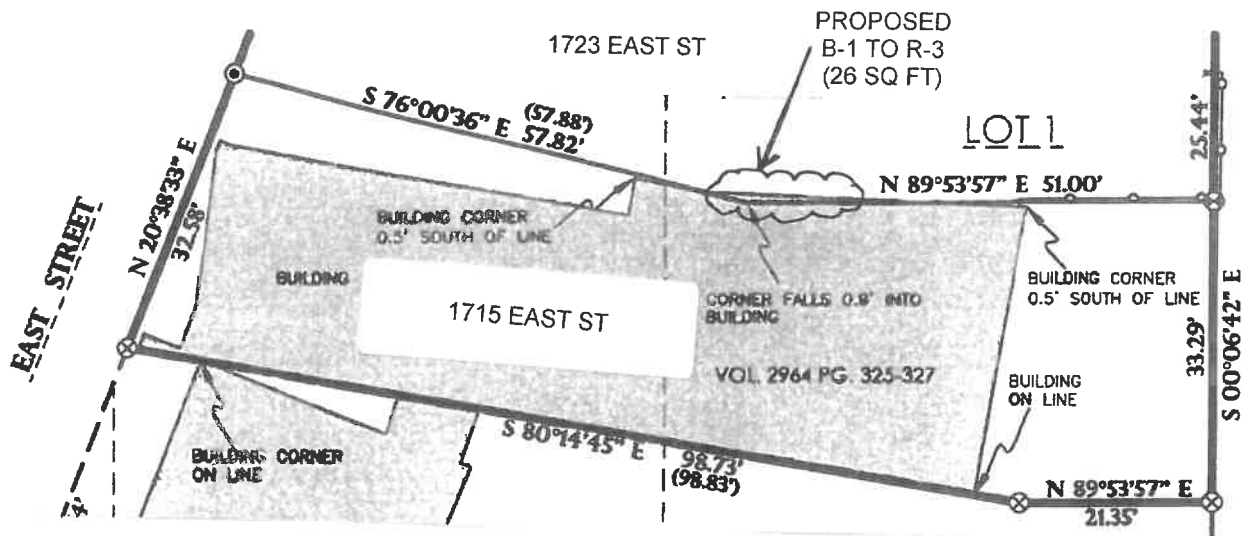 PROPOSED
B-1 TO R-3
(26 SQ FT)
1723 EAST ST
S 76°00'36" E (57.88')
57.82'
LOT 1
25.44'
N 89°53'57" E 51.00'
N 20°38'33" E
32.58'
EAST STREET
BUILDING CORNER
0.5' SOUTH OF LINE
BUILDING
1715 EAST ST
CORNER FALLS 0.8' INTO
BUILDING
BUILDING CORNER
0.5' SOUTH OF LINE
S 00°06'42" E
33.29'
VOL. 2964 PG. 325-327
BUILDING
ON LINE
BUILDING CORNER
ON LINE
S 80°14'45" E 98.73'
(98.83')
N 89°53'57" E
21.35'